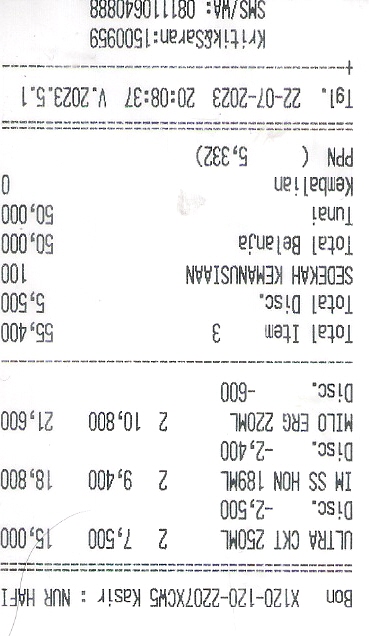 Bon X120-120-2207XCW5 Kasir : NUR HAFI
ULTRA CKT 250ML 2 7,500 15,000
Disc. -2,500
IM SS HON 189ML 2 9,400 18,800
Disc. -2,400
MILO ERG 220ML 2 10,800 21,600
Disc. -600
Total Item 3 55,400
Total Disc. 5,500
SEDEKAH KEMANUSIAAN 100
Total Belanja 50,000
Tunai 50,000
Kembalian 0
PPN ( 5,332)
Tgl. 22-07-2023 20:08:37 V.2023.5.1
Kritik&Saran:1500959
SMS/WA: 081110640888